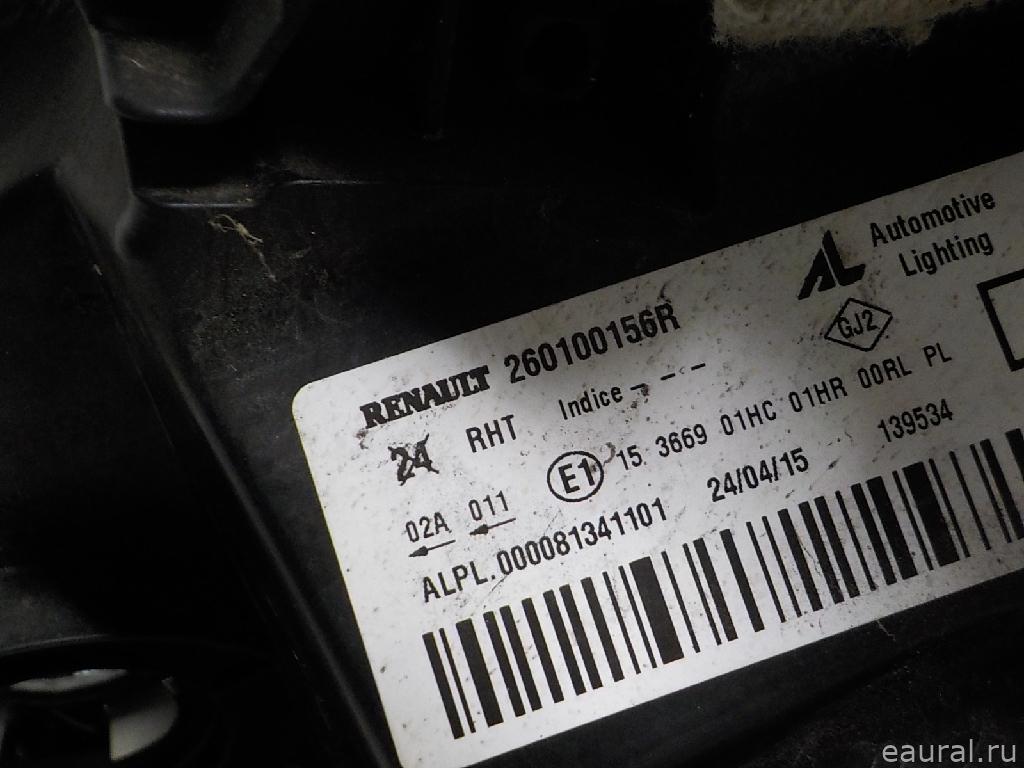 AL Automotive
Lighting
RENAULT 260100156R
GJ2
24 RHT Indice - - -
02A 011 E1 15 3669 01HC 01HR 00RL PL
ALPL.000081341101 24/04/15 139534
eaural.ru